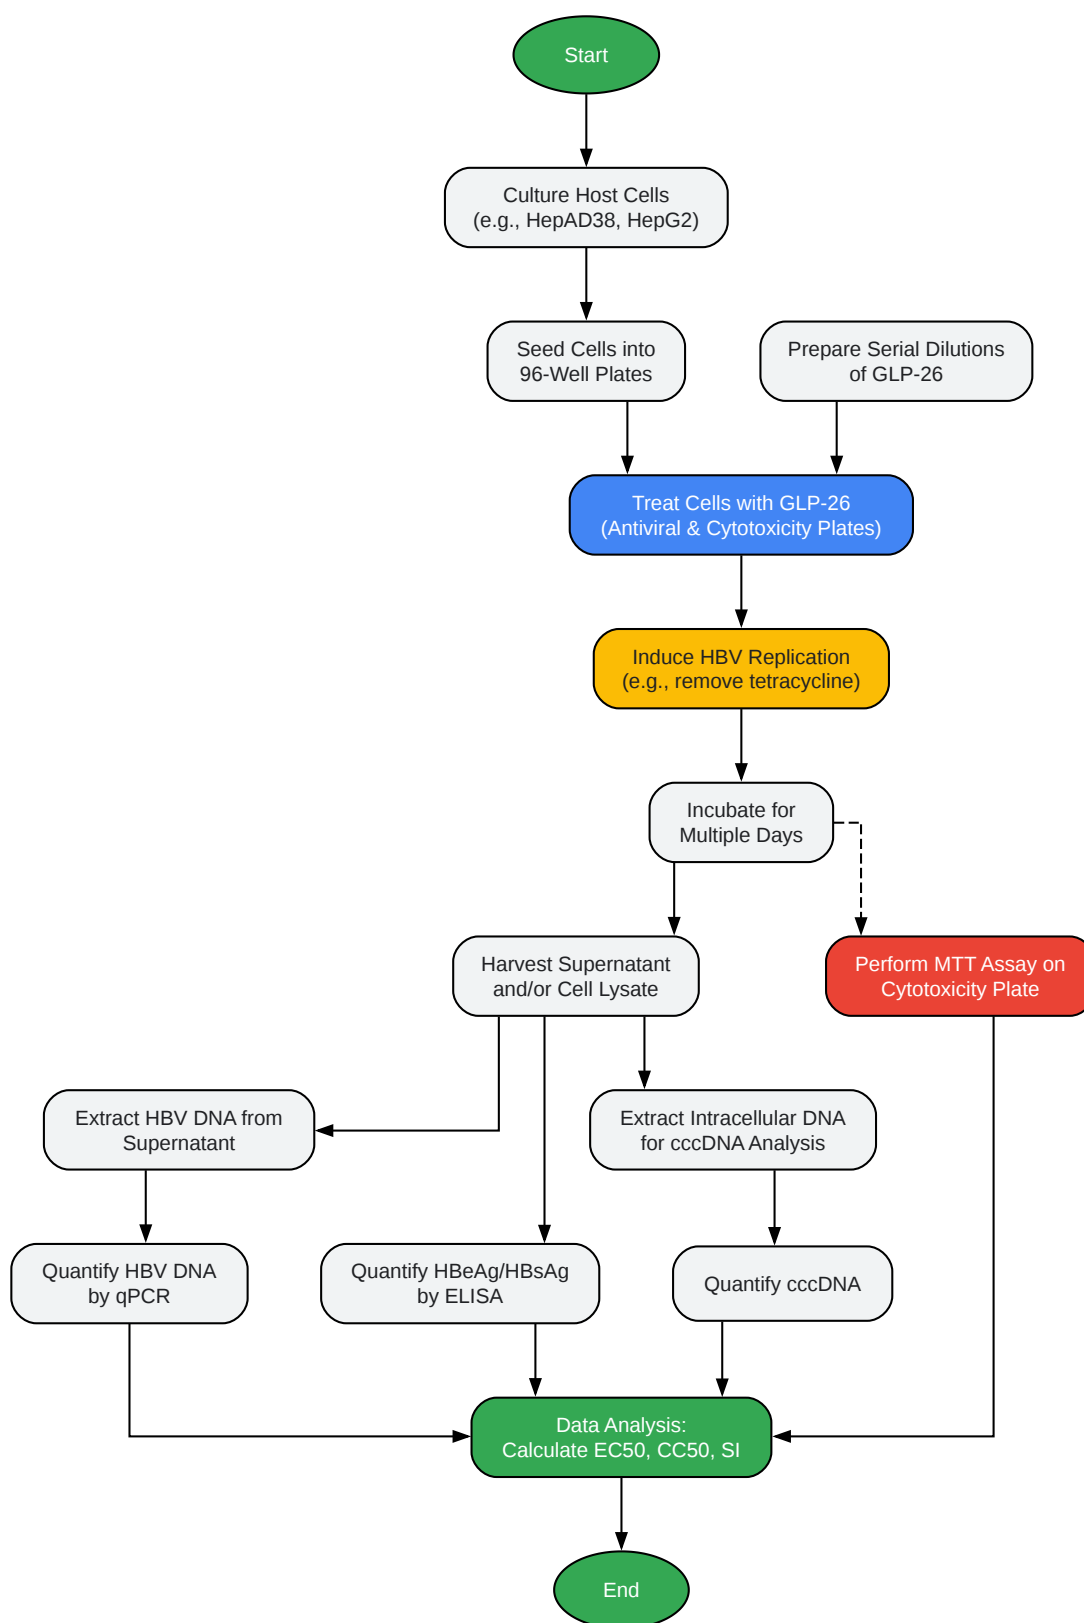 Start
Culture Host Cells
(e.g., HepAD38, HepG2)
Seed Cells into
96-Well Plates
Prepare Serial Dilutions
of GLP-26
Treat Cells with GLP-26
(Antiviral & Cytotoxicity Plates)
Induce HBV Replication
(e.g., remove tetracycline)
Incubate for
Multiple Days
Harvest Supernatant
and/or Cell Lysate
Perform MTT Assay on
Cytotoxicity Plate
Extract HBV DNA from
Supernatant
Extract Intracellular DNA
for cccDNA Analysis
Quantify HBV DNA
by qPCR
Quantify HBeAg/HBsAg
by ELISA
Quantify cccDNA
Data Analysis:
Calculate EC50, CC50, SI
End